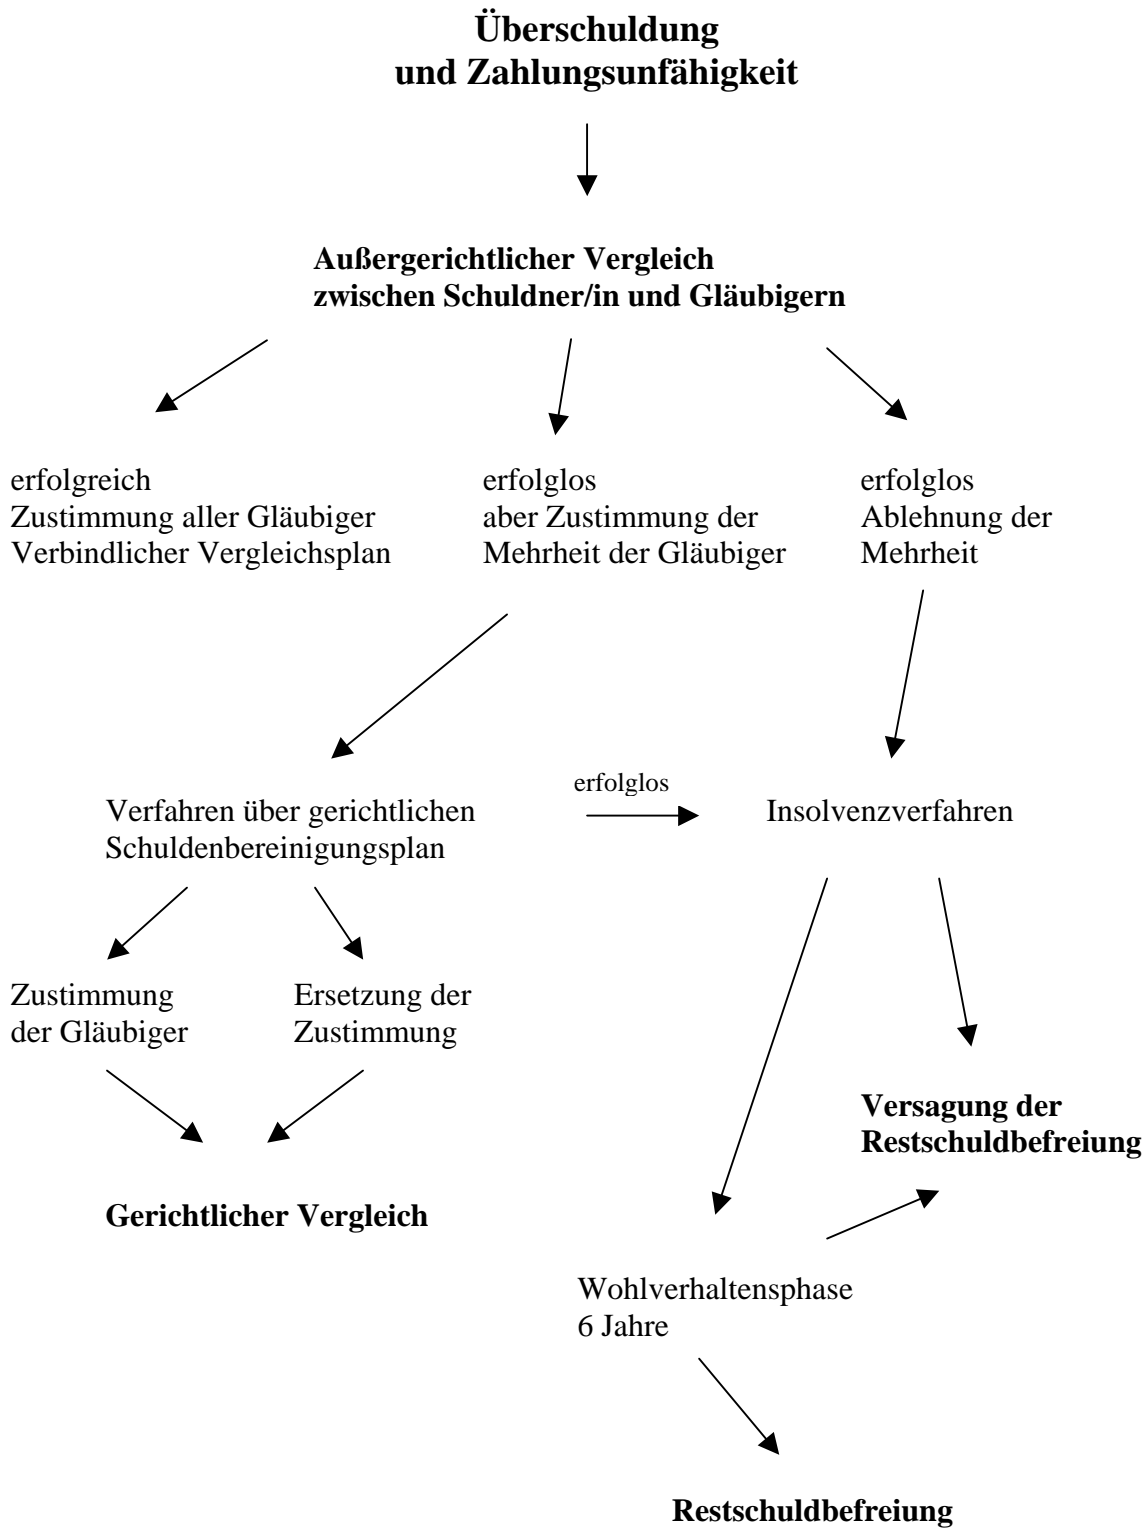 Überschuldung
und Zahlungsunfähigkeit
Außergerichtlicher Vergleich
zwischen Schuldner/in und Gläubigern
erfolgreich
Zustimmung aller Gläubiger
Verbindlicher Vergleichsplan
erfolglos
aber Zustimmung der
Mehrheit der Gläubiger
erfolglos
Ablehnung der
Mehrheit
Verfahren über gerichtlichen
Schuldenbereinigungsplan
erfolglos
Insolvenzverfahren
Zustimmung
der Gläubiger
Ersetzung der
Zustimmung
Versagung der
Restschuldbefreiung
Gerichtlicher Vergleich
Wohlverhaltensphase
6 Jahre
Restschuldbefreiung